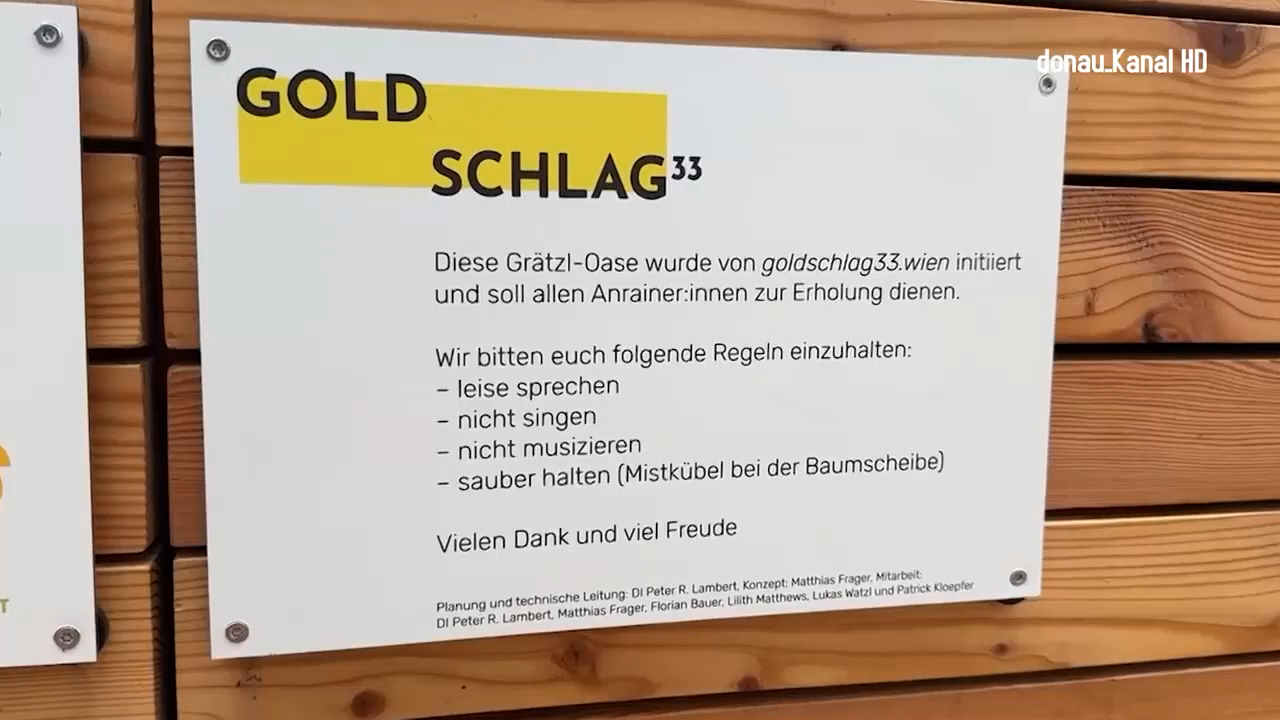 donau_Kanal HD
GOLD
SCHLAG³³
Diese Grätzl-Oase wurde von goldschlag33.wien initiiert
und soll allen Anrainer:innen zur Erholung dienen.
Wir bitten euch folgende Regeln einzuhalten:
– leise sprechen
– nicht singen
– nicht musizieren
– sauber halten (Mistkübel bei der Baumscheibe)
Vielen Dank und viel Freude
Planung und technische Leitung: DI Peter R. Lambert, Konzept: Matthias Frager, Mitarbeit:
DI Peter R. Lambert, Matthias Frager, Florian Bauer, Lilith Matthews, Lukas Watzl und Patrick Kloepfer